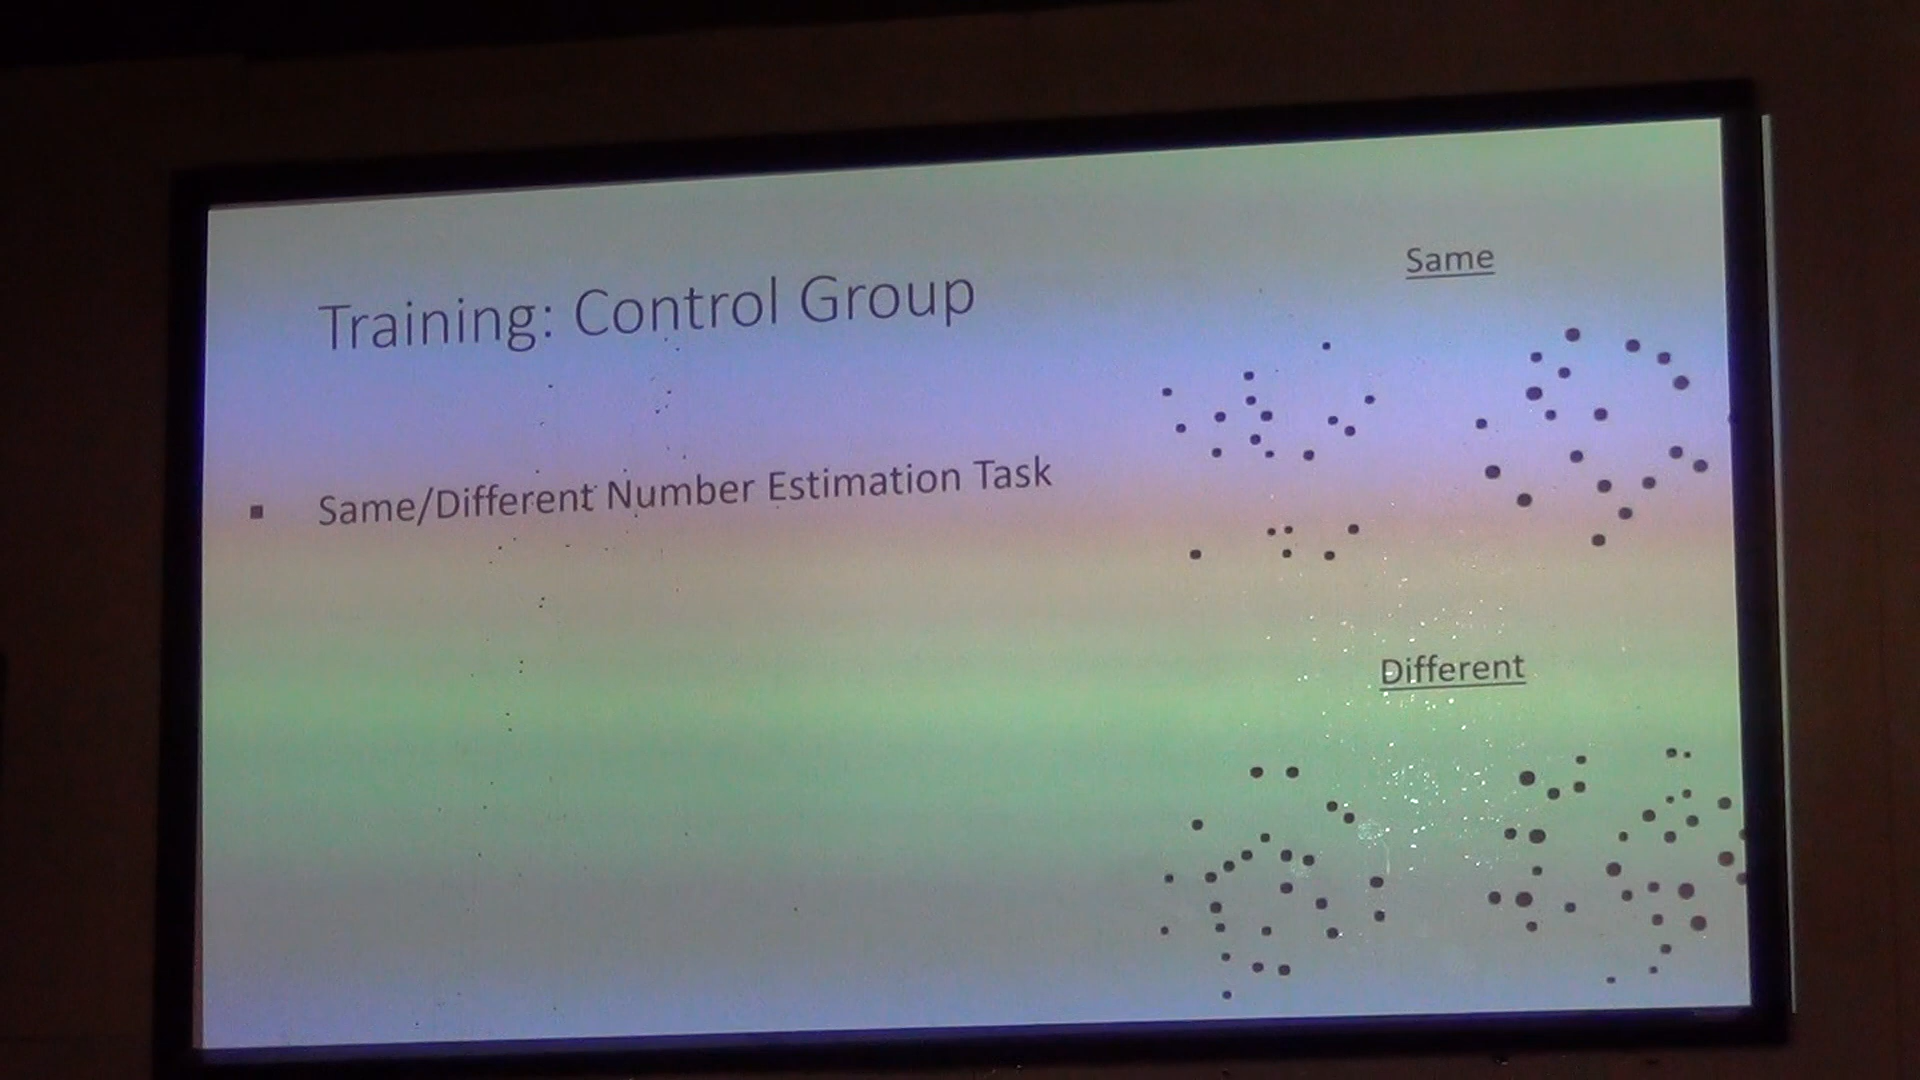 Training: Control Group
Same
▪ Same/Different Number Estimation Task
Different